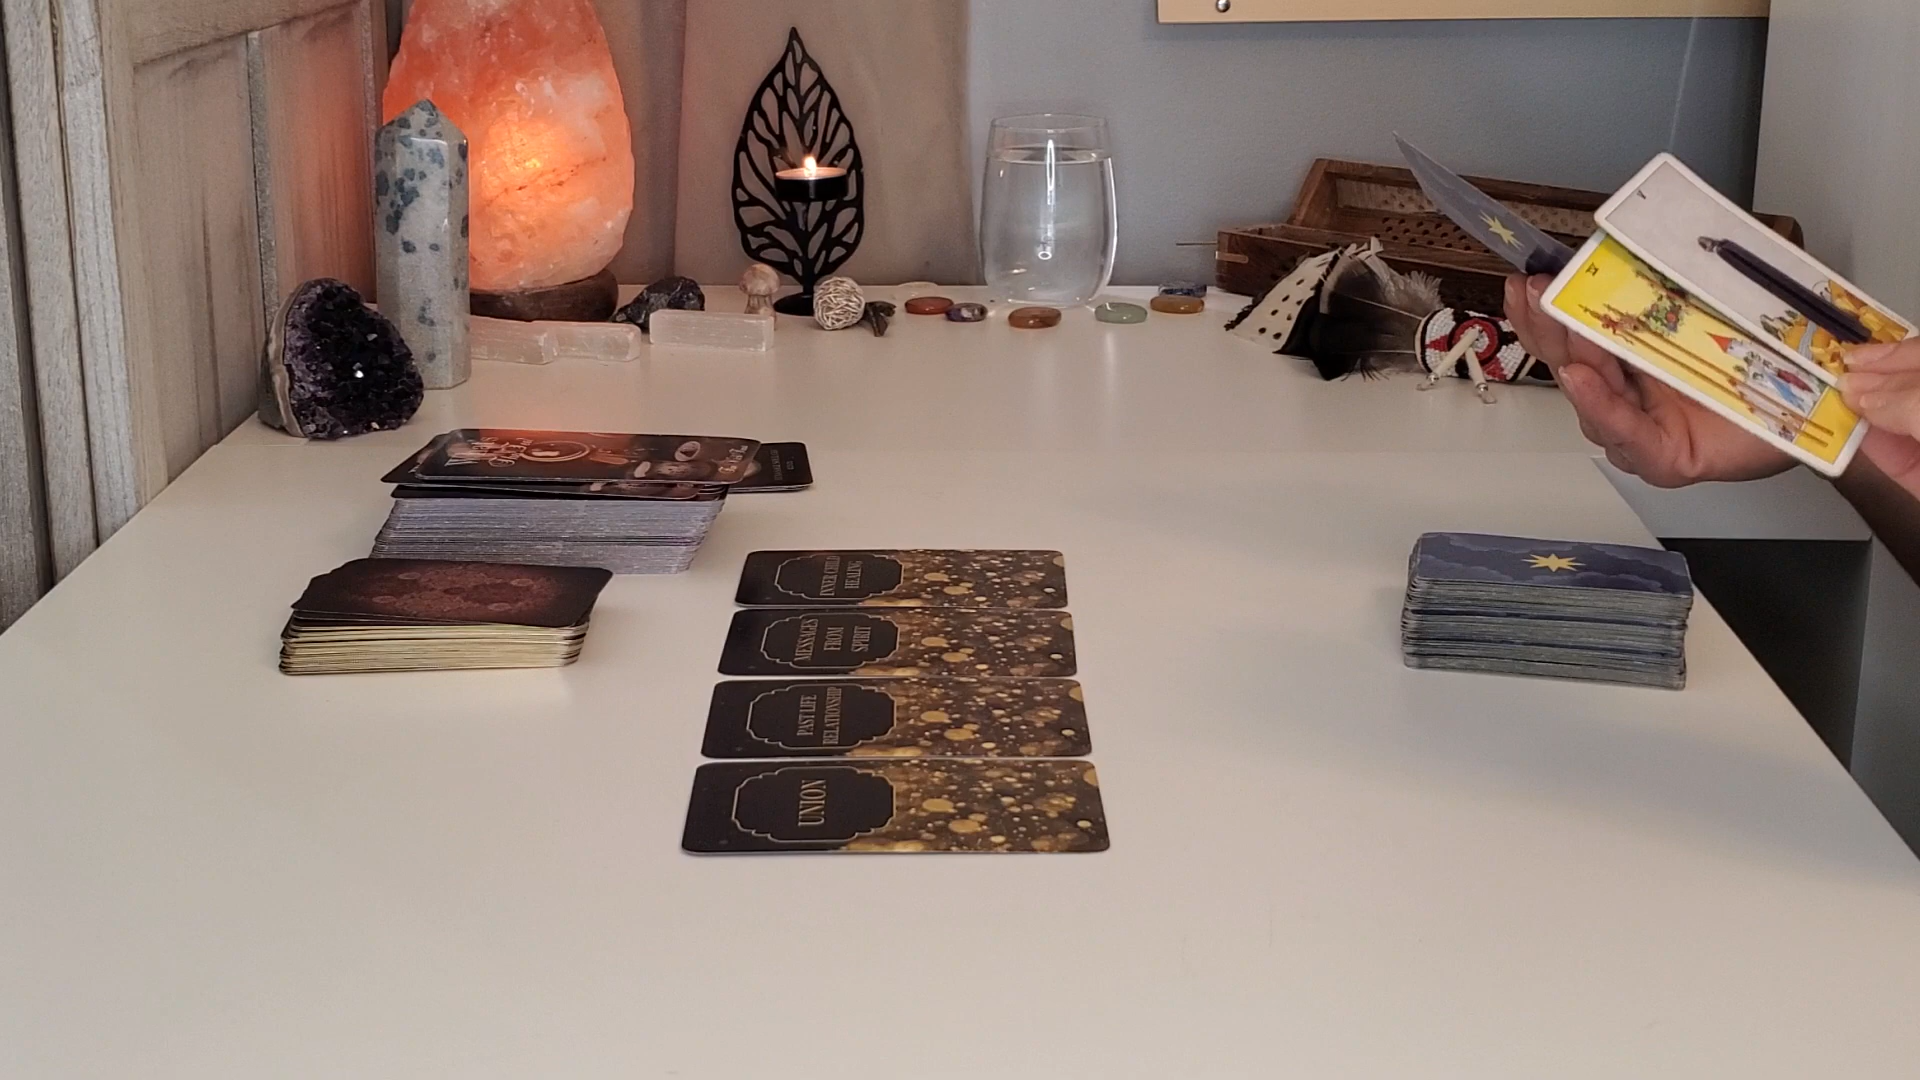 INNER CHILD
HEALING
MESSAGES
FROM
SPIRIT
PAST LIFE
RELATIONSHIP
UNION